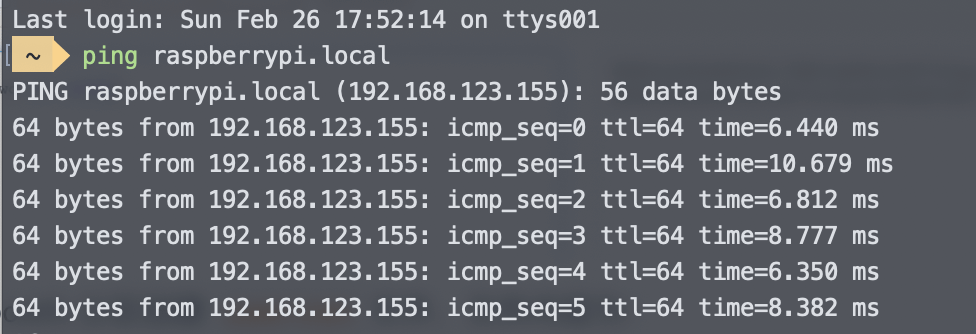 Last login: Sun Feb 26 17:52:14 on ttys001
[ ~ ping raspberrypi.local
PING raspberrypi.local (192.168.123.155): 56 data bytes
64 bytes from 192.168.123.155: icmp_seq=0 ttl=64 time=6.440 ms
64 bytes from 192.168.123.155: icmp_seq=1 ttl=64 time=10.679 ms
64 bytes from 192.168.123.155: icmp_seq=2 ttl=64 time=6.812 ms
64 bytes from 192.168.123.155: icmp_seq=3 ttl=64 time=8.777 ms
64 bytes from 192.168.123.155: icmp_seq=4 ttl=64 time=6.350 ms
64 bytes from 192.168.123.155: icmp_seq=5 ttl=64 time=8.382 ms